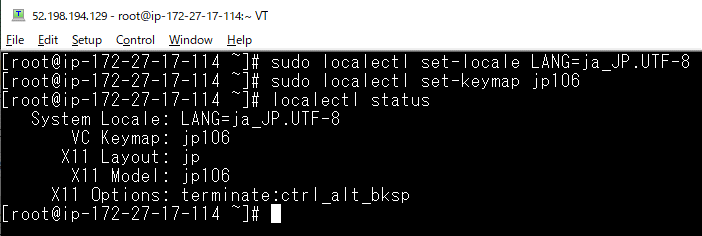 52.198.194.129 - root@ip-172-27-17-114:~ VT
File Edit Setup Control Window Help
[root@ip-172-27-17-114 ~]# sudo localectl set-locale LANG=ja_JP.UTF-8
[root@ip-172-27-17-114 ~]# sudo localectl set-keymap jp106
[root@ip-172-27-17-114 ~]# localectl status
System Locale: LANG=ja_JP.UTF-8
VC Keymap: jp106
X11 Layout: jp
X11 Model: jp106
X11 Options: terminate:ctrl_alt_bksp
[root@ip-172-27-17-114 ~]#